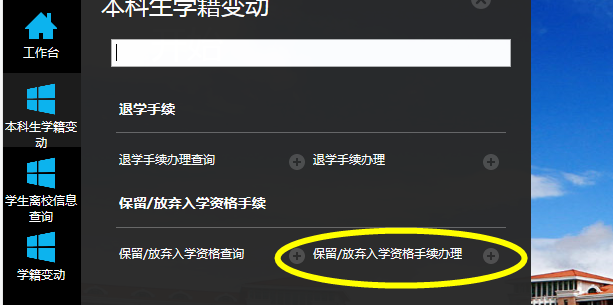 本科生学籍变动
工作台
本科生学籍变
动
学生离校信息
查询
学籍变动
退学手续
退学手续办理查询
退学手续办理
保留/放弃入学资格手续
保留/放弃入学资格查询
保留/放弃入学资格手续办理